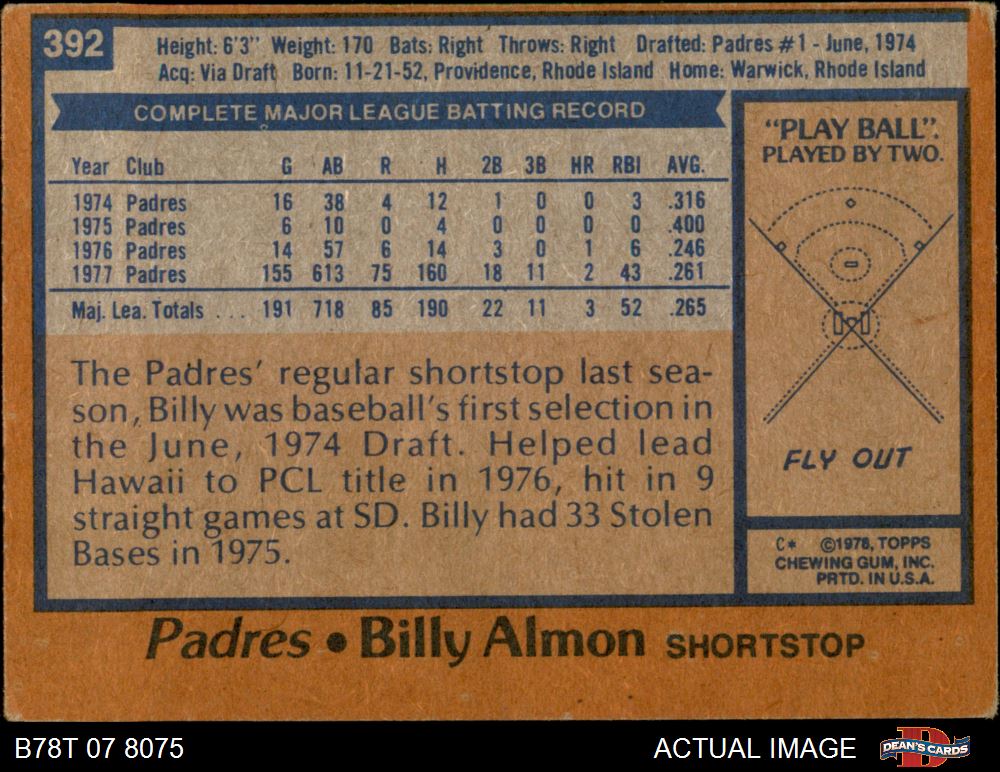 392
Height: 6'3" Weight: 170 Bats: Right Throws: Right Drafted: Padres #1 - June, 1974
Acq: Via Draft Born: 11-21-52, Providence, Rhode Island Home: Warwick, Rhode Island
COMPLETE MAJOR LEAGUE BATTING RECORD
Year Club G AB R H 2B 3B HR RBI AVG.
1974 Padres 16 38 4 12 1 0 0 3 .316
1975 Padres 6 10 0 4 0 0 0 0 .400
1976 Padres 14 57 6 14 3 0 1 6 .246
1977 Padres 155 613 75 160 18 11 2 43 .261
Maj. Lea. Totals ... 191 718 85 190 22 11 3 52 .265
The Padres' regular shortstop last sea-
son, Billy was baseball's first selection in
the June, 1974 Draft. Helped lead
Hawaii to PCL title in 1976, hit in 9
straight games at SD. Billy had 33 Stolen
Bases in 1975.
"PLAY BALL".
PLAYED BY TWO.
FLY OUT
C* ©1978, TOPPS
CHEWING GUM, INC.
PRTD. IN U.S.A.
Padres • Billy Almon SHORTSTOP
B78T 07 8075
ACTUAL IMAGE
D
DEAN'S CARDS